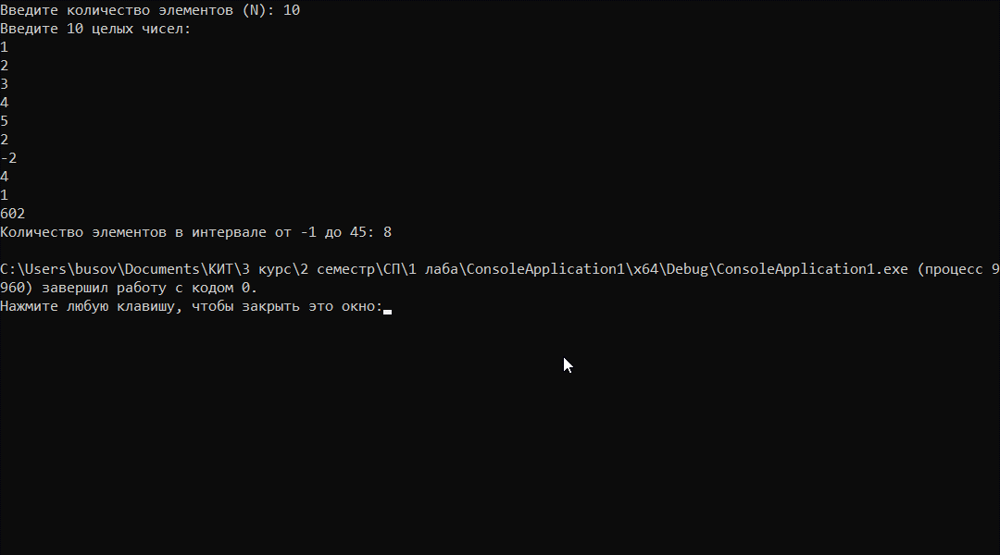 Введите количество элементов (N): 10
Введите 10 целых чисел:
1
2
3
4
5
2
-2
4
1
602
Количество элементов в интервале от -1 до 45: 8
C:\Users\busov\Documents\КИТ\3 курс\2 семестр\СП\1 лаба\ConsoleApplication1\x64\Debug\ConsoleApplication1.exe (процесс 9
960) завершил работу с кодом 0.
Нажмите любую клавишу, чтобы закрыть это окно: